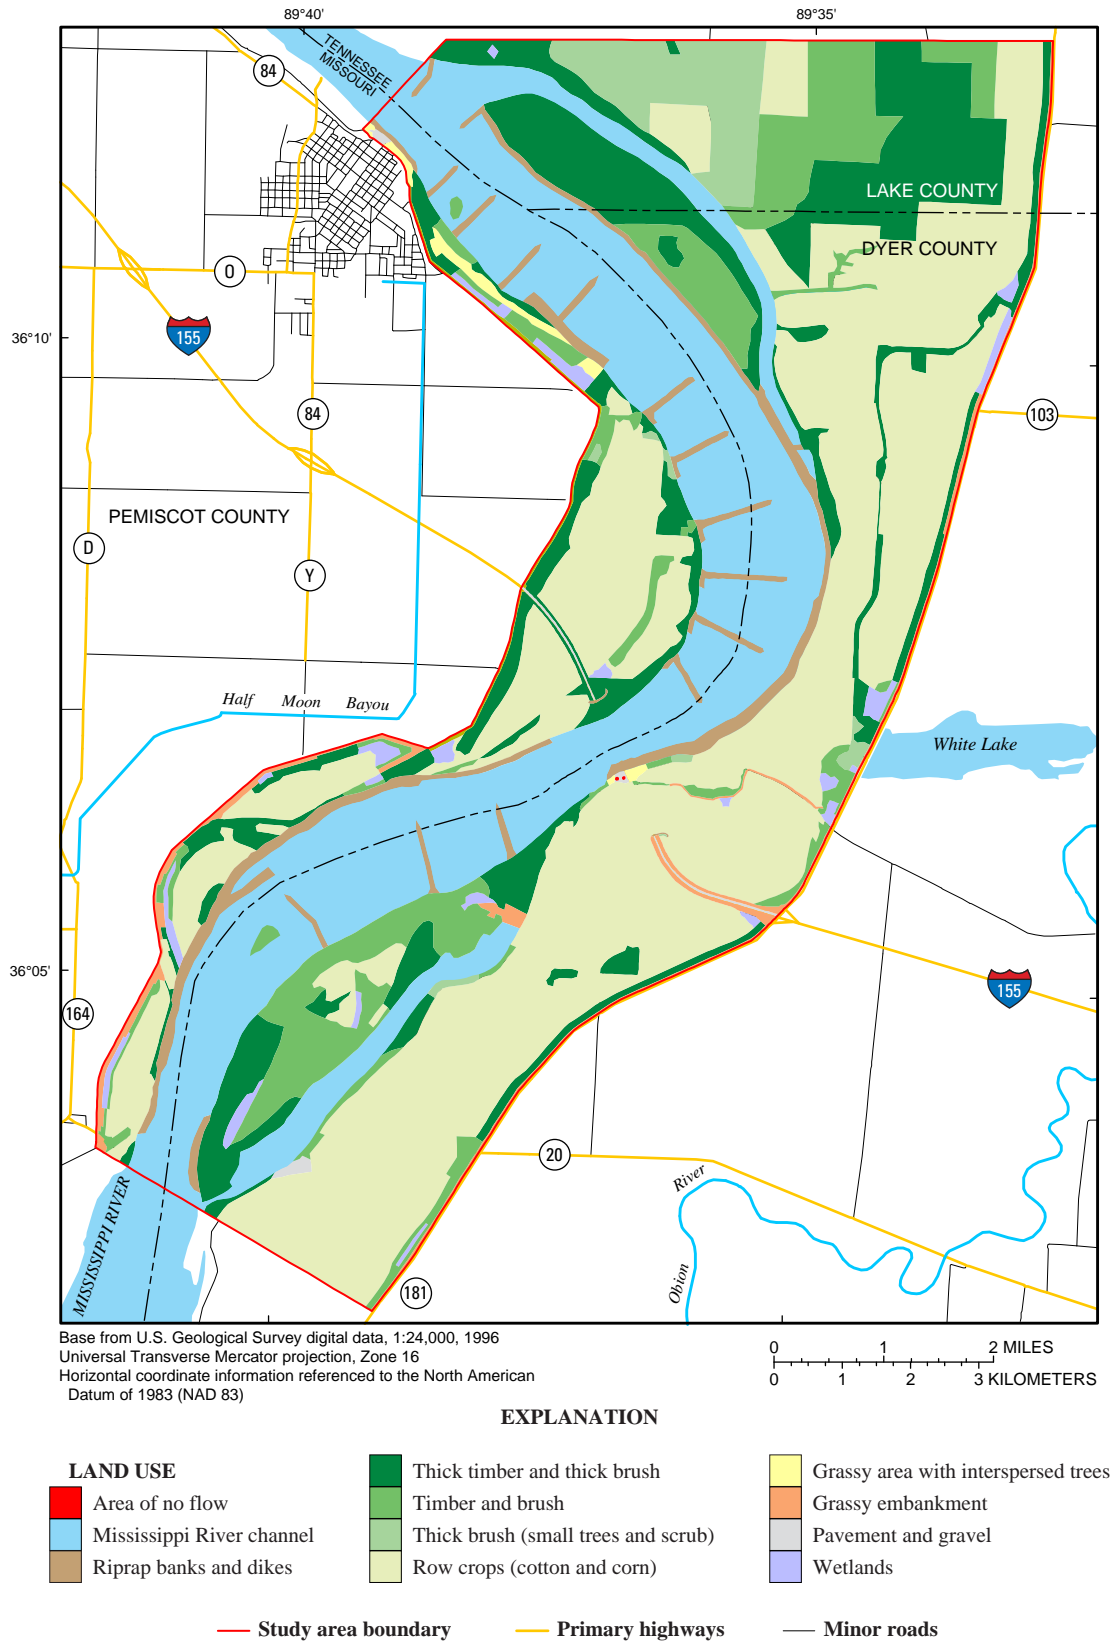 89°40'
89°35'
TENNESSEE
MISSOURI
84
LAKE COUNTY
DYER COUNTY
O
155
36°10'
84
103
PEMISCOT COUNTY
D
Y
Half Moon Bayou
White Lake
36°05'
164
155
20
River
Obion
MISSISSIPPI RIVER
181
Base from U.S. Geological Survey digital data, 1:24,000, 1996
Universal Transverse Mercator projection, Zone 16
Horizontal coordinate information referenced to the North American
Datum of 1983 (NAD 83)
0 1 2 MILES
0 1 2 3 KILOMETERS
EXPLANATION
LAND USE
Area of no flow
Mississippi River channel
Riprap banks and dikes
Thick timber and thick brush
Timber and brush
Thick brush (small trees and scrub)
Row crops (cotton and corn)
Grassy area with interspersed trees
Grassy embankment
Pavement and gravel
Wetlands
Study area boundary
Primary highways
Minor roads